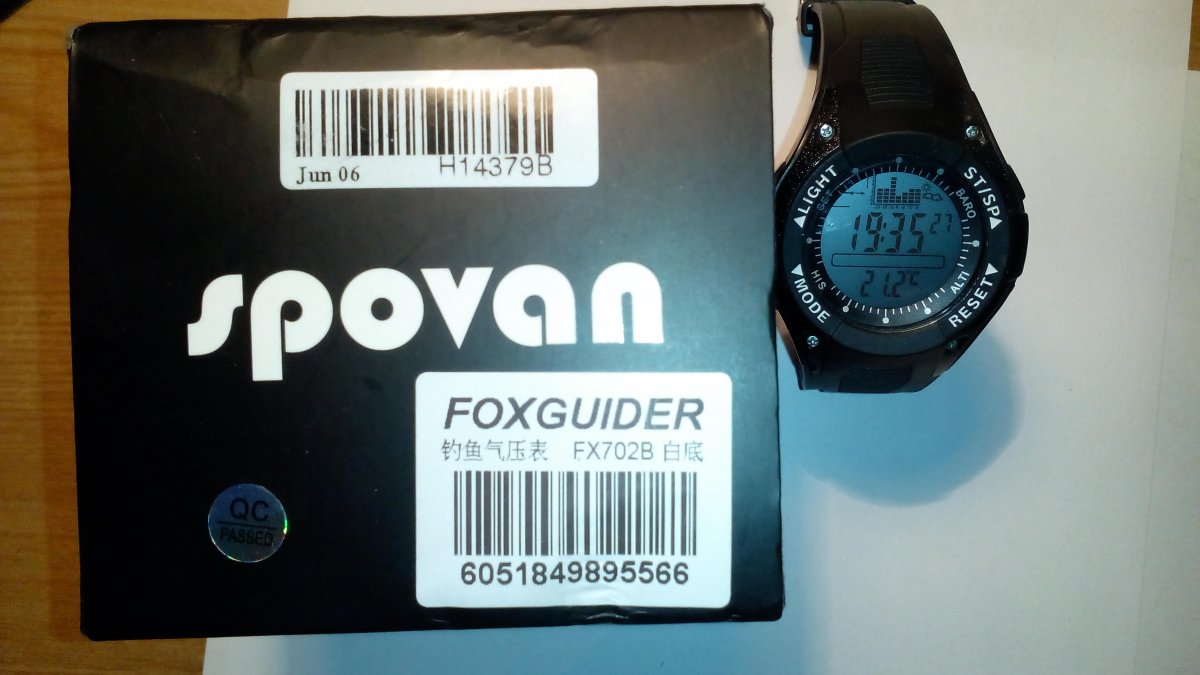 H14379B
Jun 06
spovan
FOXGUIDER
钓鱼气压表 FX702B 白底
6051849895566
QC
PASSED
LIGHT
ST/SP
SET
BARO
19:35 27
21.2°C
HIS
ALTI
MODE
RESET